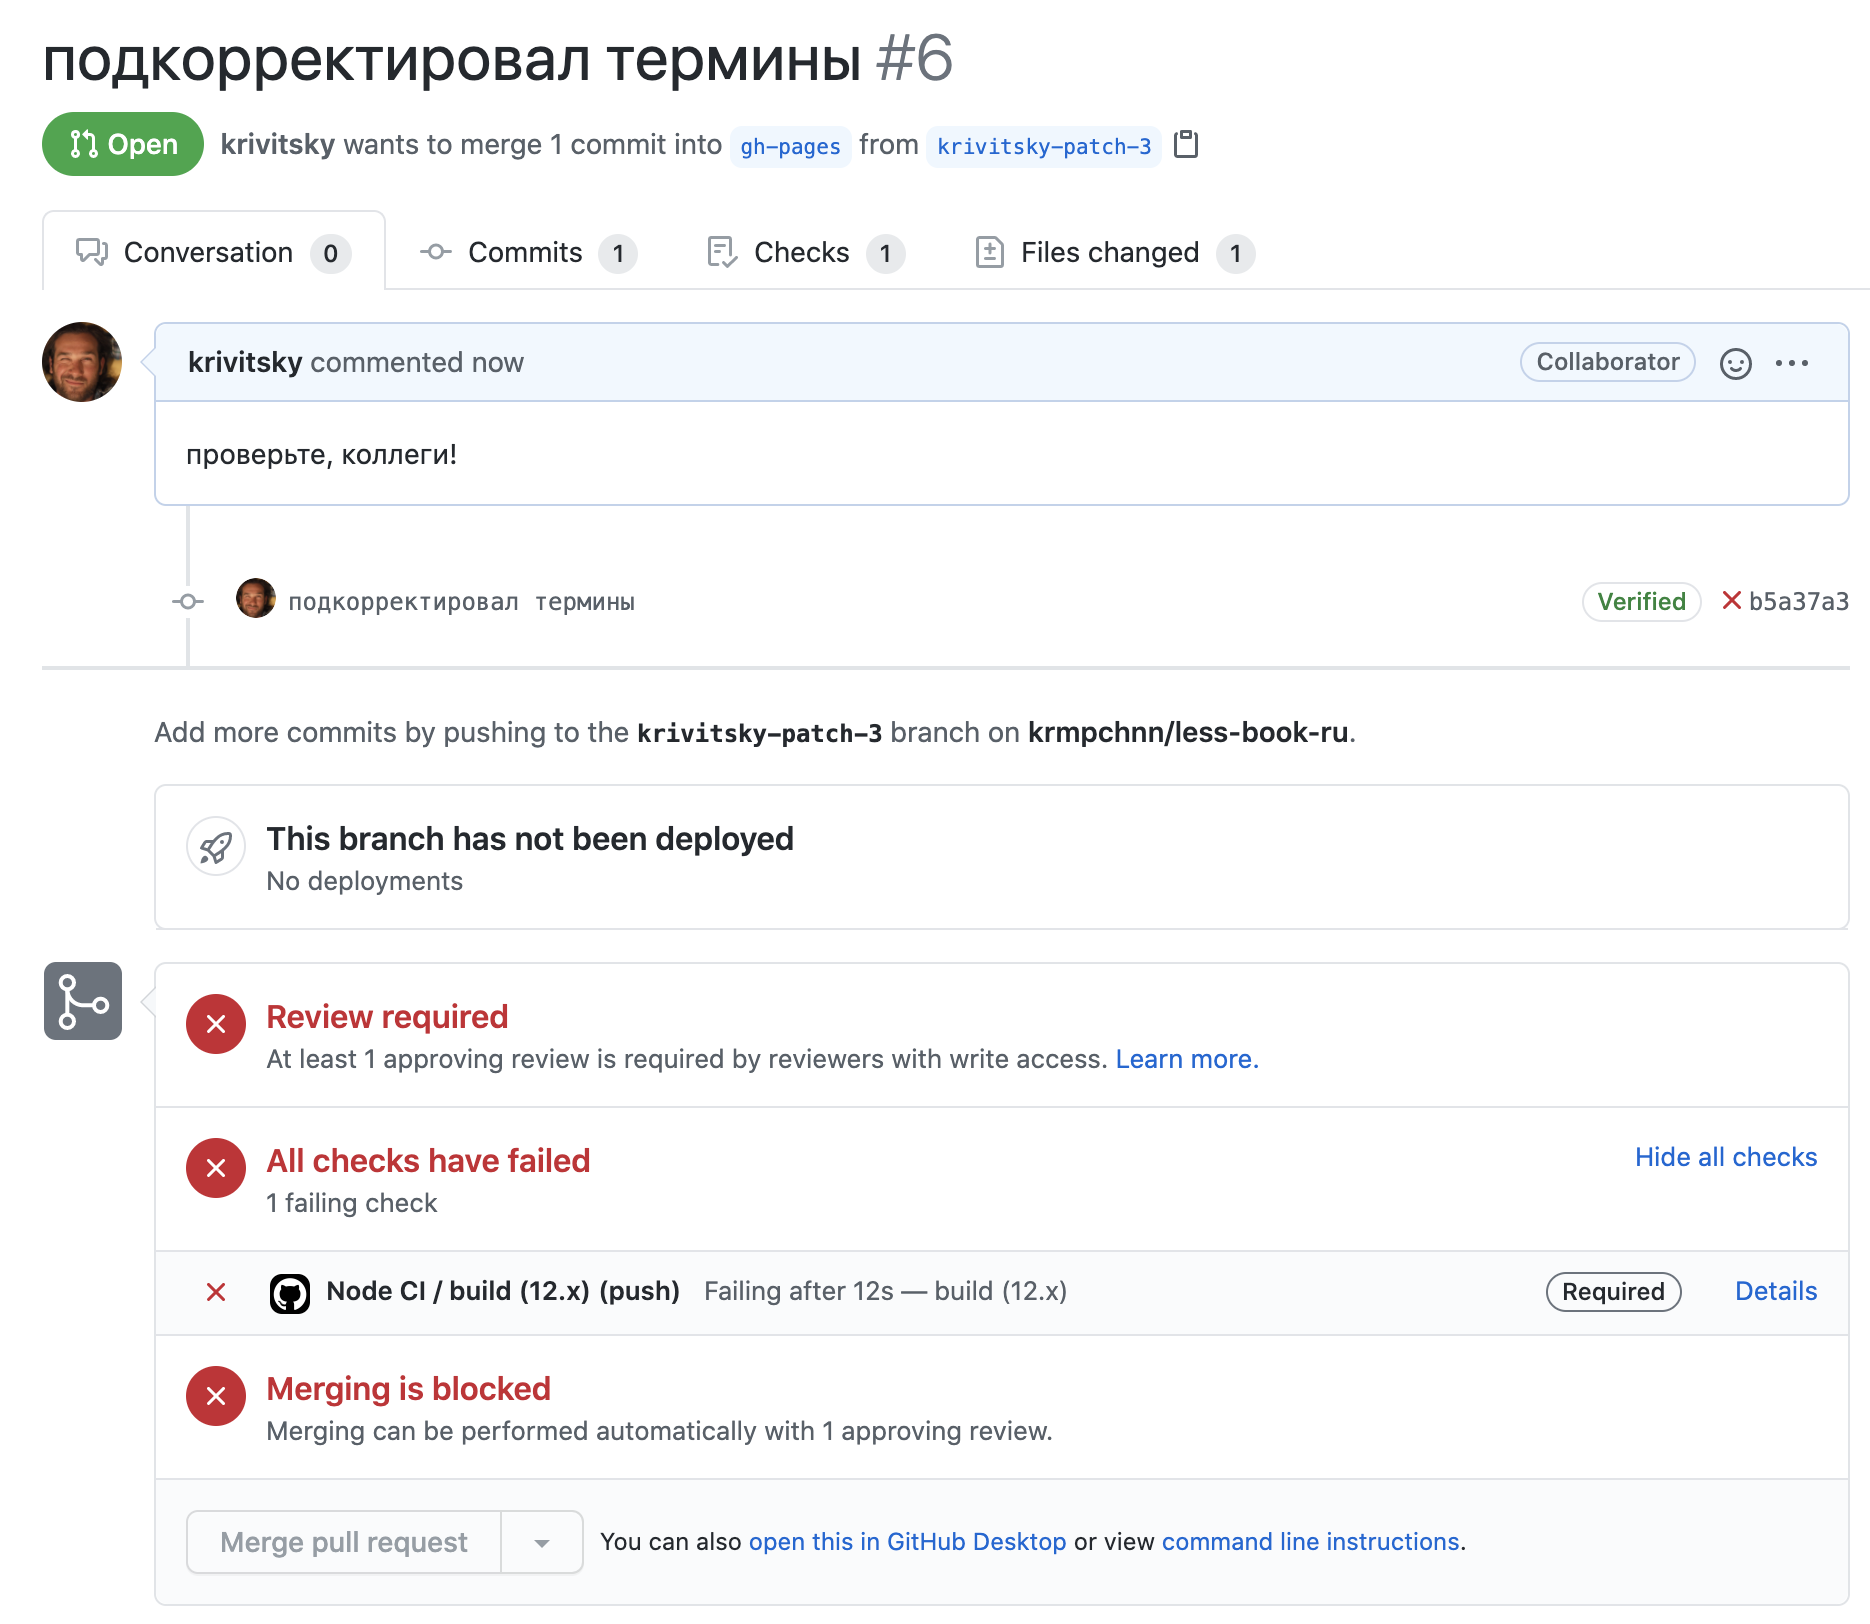 подкорректировал термины #6
Open krivitsky wants to merge 1 commit into gh-pages from krivitsky-patch-3
Conversation 0 Commits 1 Checks 1 Files changed 1
krivitsky commented now Collaborator
проверьте, коллеги!
подкорректировал термины Verified b5a37a3
Add more commits by pushing to the krivitsky-patch-3 branch on krmpchnn/less-book-ru.
This branch has not been deployed
No deployments
Review required
At least 1 approving review is required by reviewers with write access. Learn more.
All checks have failed Hide all checks
1 failing check
Node CI / build (12.x) (push) Failing after 12s — build (12.x) Required Details
Merging is blocked
Merging can be performed automatically with 1 approving review.
Merge pull request You can also open this in GitHub Desktop or view command line instructions.